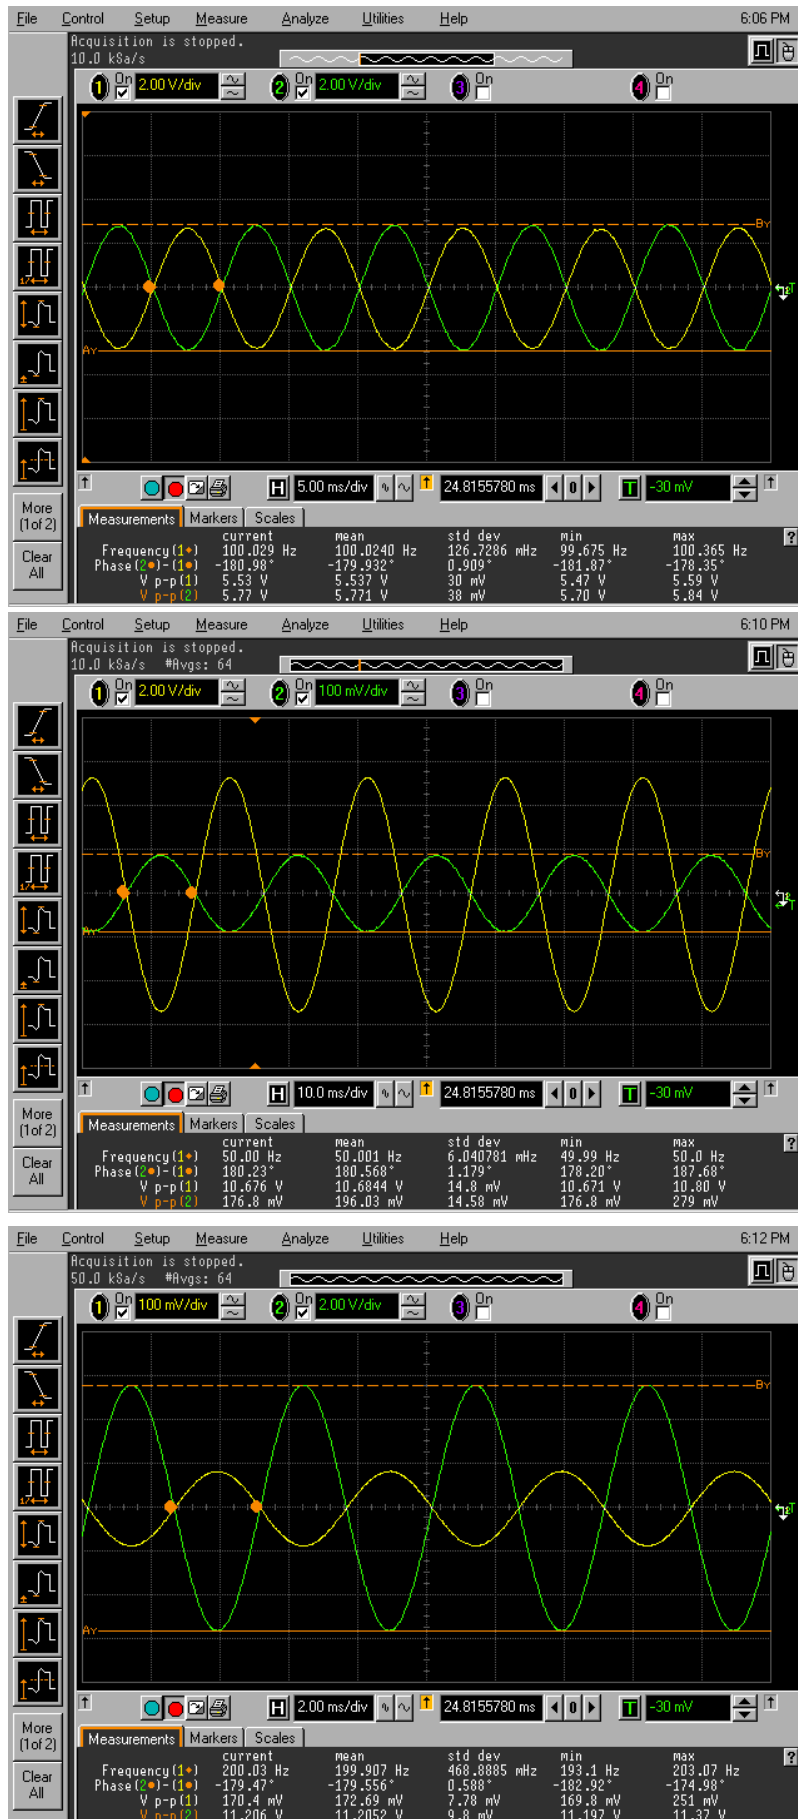 File Control Setup Measure Analyze Utilities Help 6:06 PM
Acquisition is stopped.
10.0 kSa/s
1 On 2.00 V/div 2 On 2.00 V/div 3 On 4 On
By
T
Ay
H 5.00 ms/div 24.8155780 ms 0 T -30 mV
More
(1of 2)
Clear
All
Measurements Markers Scales
current mean std dev min max
Frequency(1) 100.029 Hz 100.0240 Hz 126.7286 mHz 99.675 Hz 100.365 Hz
Phase(2)-(1) -180.98° -179.932° 0.909° -181.87° -178.35°
V p-p(1) 5.53 V 5.537 V 30 mV 5.47 V 5.59 V
V p-p(2) 5.77 V 5.771 V 38 mV 5.70 V 5.84 V
File Control Setup Measure Analyze Utilities Help 6:10 PM
Acquisition is stopped.
10.0 kSa/s #Avgs: 64
1 On 2.00 V/div 2 On 100 mV/div 3 On 4 On
By
T
Ay
H 10.0 ms/div 24.8155780 ms 0 T -30 mV
More
(1of 2)
Clear
All
Measurements Markers Scales
current mean std dev min max
Frequency(1) 50.00 Hz 50.001 Hz 6.040781 mHz 49.99 Hz 50.0 Hz
Phase(2)-(1) 180.23° 180.568° 1.179° 178.20° 187.68°
V p-p(1) 10.676 V 10.6844 V 14.8 mV 10.671 V 10.80 V
V p-p(2) 176.8 mV 196.03 mV 14.58 mV 176.8 mV 279 mV
File Control Setup Measure Analyze Utilities Help 6:12 PM
Acquisition is stopped.
50.0 kSa/s #Avgs: 64
1 On 100 mV/div 2 On 2.00 V/div 3 On 4 On
By
T
Ay
H 2.00 ms/div 24.8155780 ms 0 T -30 mV
More
(1of 2)
Clear
All
Measurements Markers Scales
current mean std dev min max
Frequency(1) 200.03 Hz 199.907 Hz 468.8885 mHz 193.1 Hz 203.07 Hz
Phase(2)-(1) -179.47° -179.556° 0.588° -182.92° -174.98°
V p-p(1) 170.4 mV 172.69 mV 7.78 mV 169.8 mV 251 mV
V p-p(2) 11.206 V 11.2052 V 9.8 mV 11.197 V 11.37 V